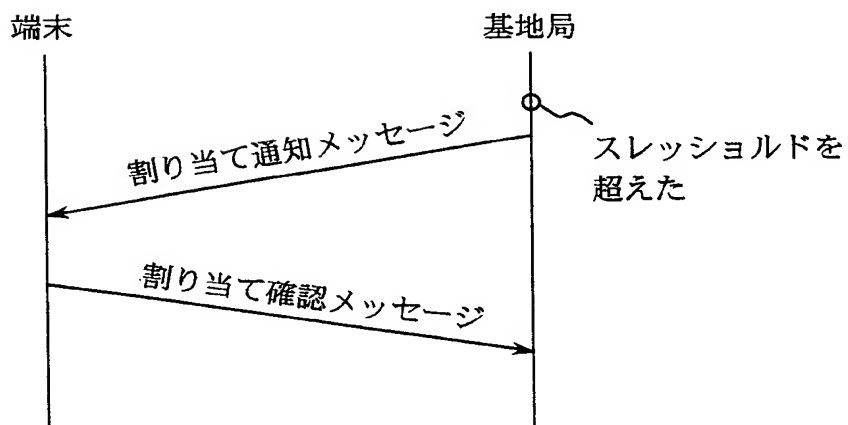 端末
基地局
割り当て通知メッセージ
スレッショルドを
超えた
割り当て確認メッセージ